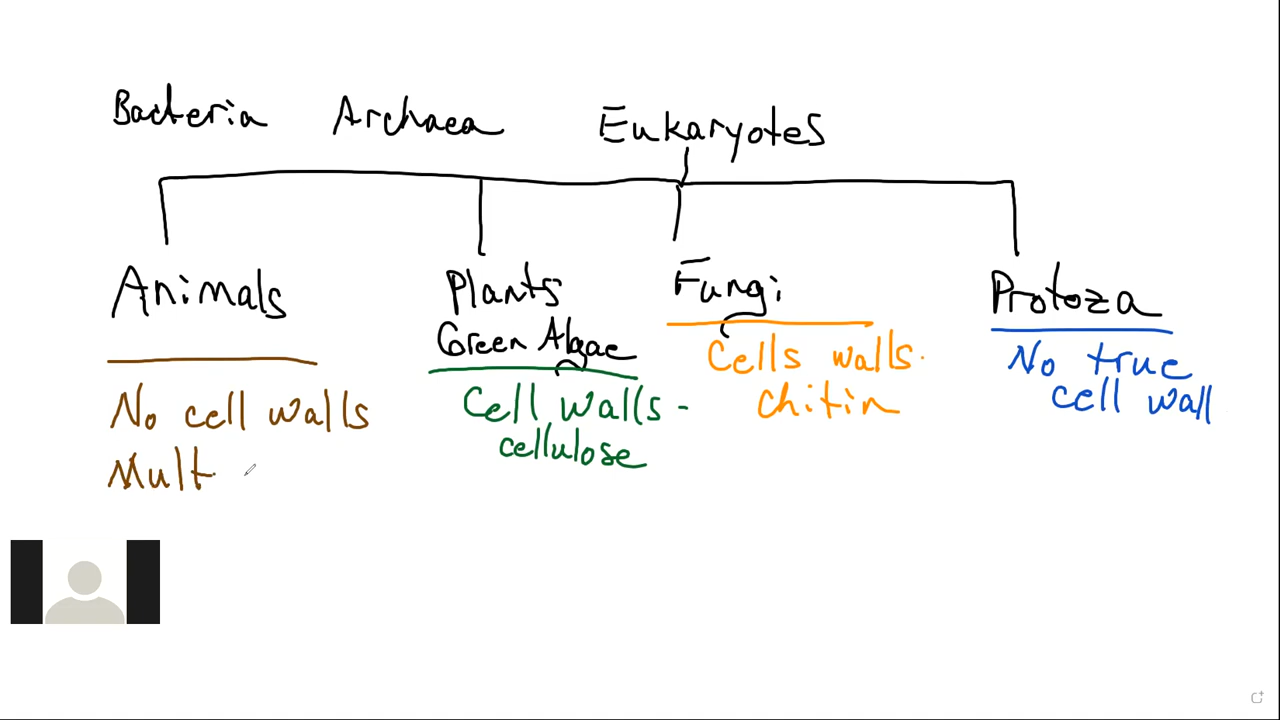 Bacteria Archaea Eukaryotes
Animals Plants Fungi Protoza
Green Algae
No cell walls
Mult
Cell walls -
cellulose
Cells walls.
chitin
No true
cell wall